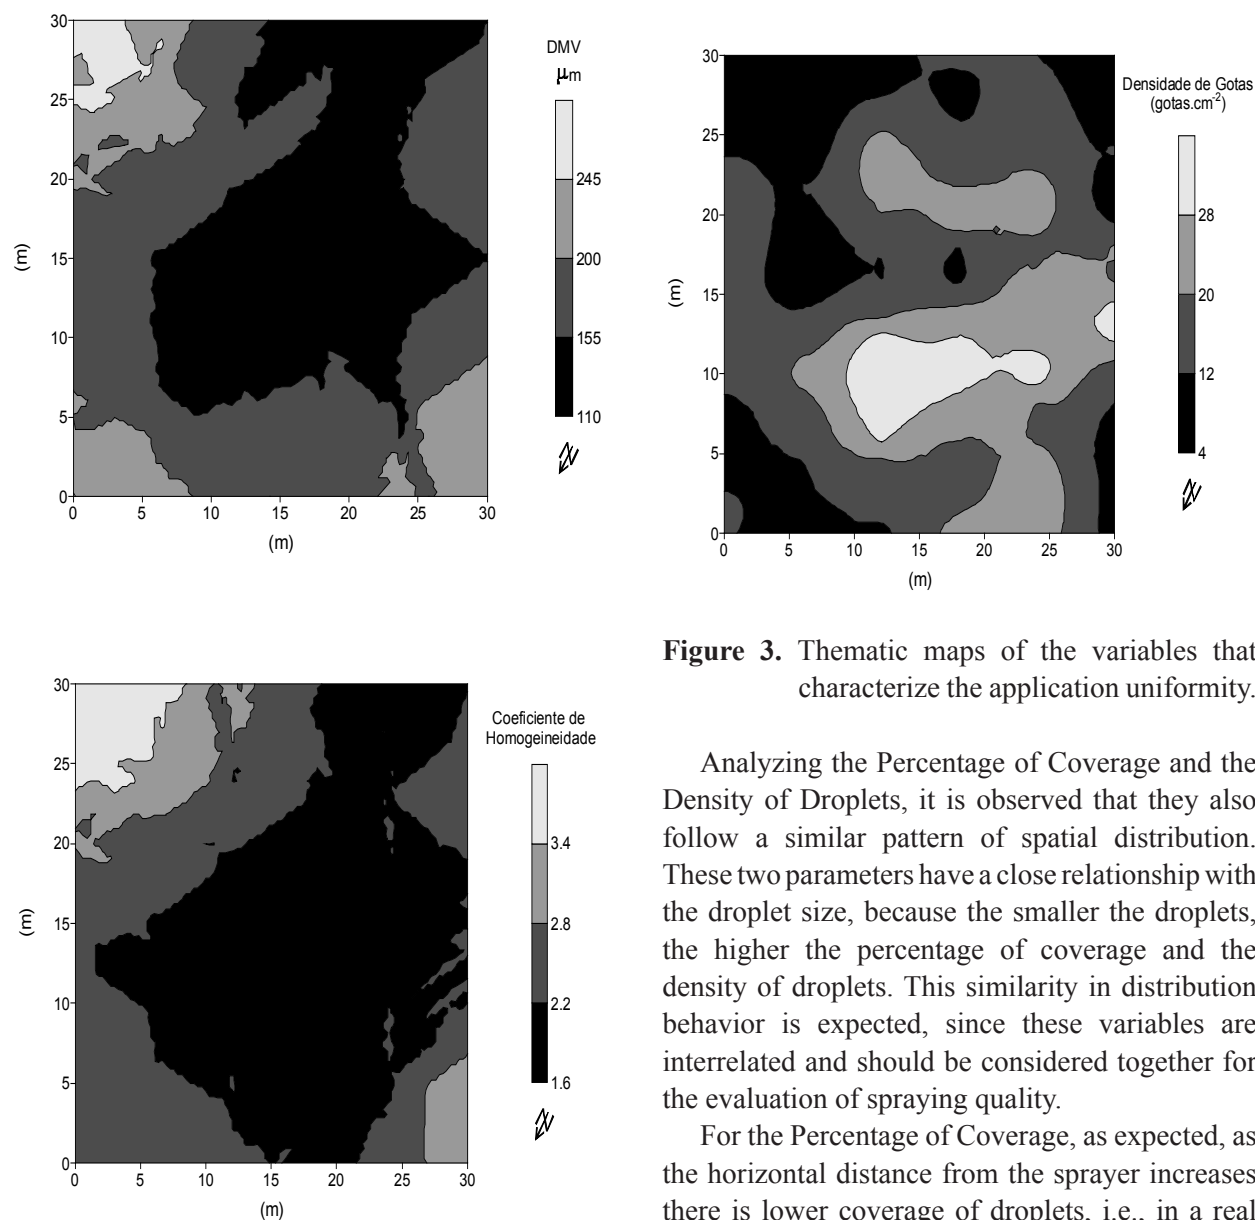 30
25
20
15
10
5
0
0 5 10 15 20 25 30
(m)
(m)
DMV
μm
245
200
155
110
N
30
25
20
15
10
5
0
0 5 10 15 20 25 30
(m)
(m)
Coeficiente de
Homogeineidade
3.4
2.8
2.2
1.6
N
30
25
20
15
10
5
0
0 5 10 15 20 25 30
(m)
(m)
Densidade de Gotas
(gotas.cm-2)
28
20
12
4
N
Figure 3. Thematic maps of the variables that
characterize the application uniformity.
Analyzing the Percentage of Coverage and the
Density of Droplets, it is observed that they also
follow a similar pattern of spatial distribution.
These two parameters have a close relationship with
the droplet size, because the smaller the droplets,
the higher the percentage of coverage and the
density of droplets. This similarity in distribution
behavior is expected, since these variables are
interrelated and should be considered together for
the evaluation of spraying quality.
For the Percentage of Coverage, as expected, as
the horizontal distance from the sprayer increases
there is lower coverage of droplets, i.e., in a real